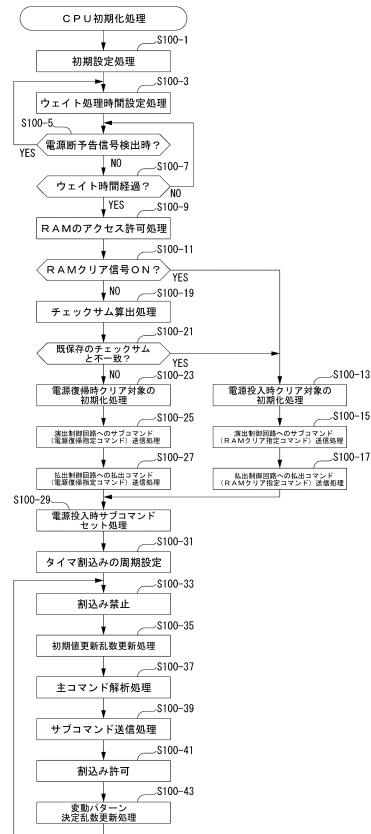 CPU初期化処理
S100-1
初期設定処理
S100-3
ウェイト処理時間設定処理
S100-5
電源断予告信号検出時?
YES
NO
S100-7
ウェイト時間経過?
NO
YES
S100-9
RAMのアクセス許可処理
S100-11
RAMクリア信号ON?
YES
NO
S100-19
チェックサム算出処理
S100-21
既保存のチェックサム
と不一致?
YES
NO
S100-23
電源復帰時クリア対象の
初期化処理
S100-13
電源投入時クリア対象の
初期化処理
S100-25
演出制御回路へのサブコマンド
(電源復帰指定コマンド)送信処理
S100-15
演出制御回路へのサブコマンド
(RAMクリア指定コマンド)送信処理
S100-27
払出制御回路への払出コマンド
(電源復帰指定コマンド)送信処理
S100-17
払出制御回路への払出コマンド
(RAMクリア指定コマンド)送信処理
S100-29
電源投入時サブコマンド
セット処理
S100-31
タイマ割込みの周期設定
S100-33
割込み禁止
S100-35
初期値更新乱数更新処理
S100-37
主コマンド解析処理
S100-39
サブコマンド送信処理
S100-41
割込み許可
S100-43
変動パターン
決定乱数更新処理